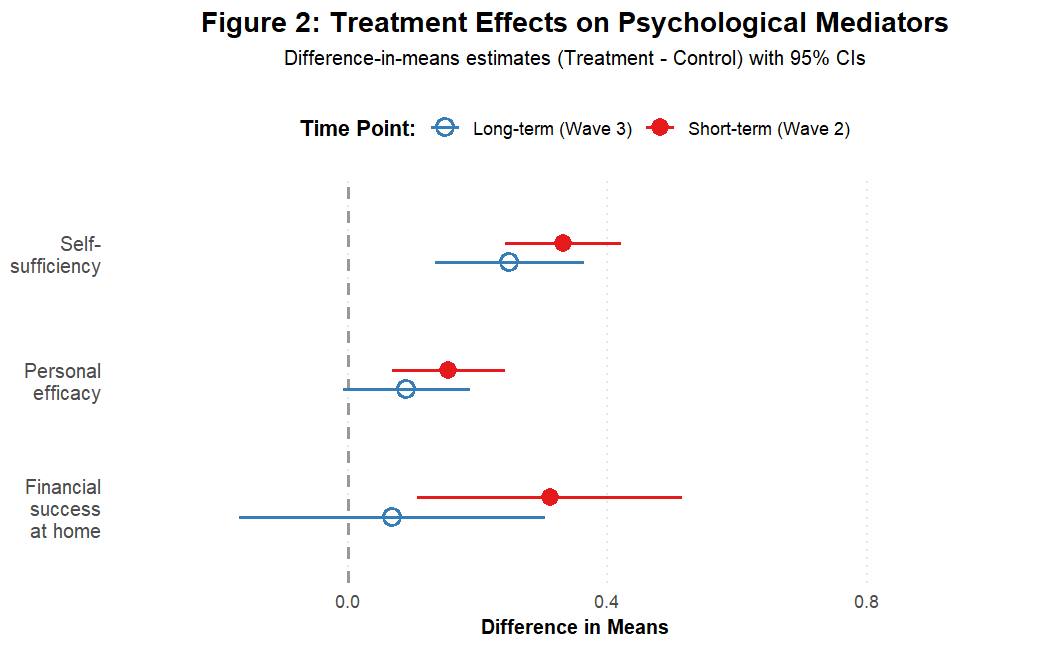 Figure 2: Treatment Effects on Psychological Mediators
Difference-in-means estimates (Treatment - Control) with 95% CIs
Time Point: Long-term (Wave 3) Short-term (Wave 2)
Self-
sufficiency
Personal
efficacy
Financial
success
at home
0.0 0.4 0.8
Difference in Means